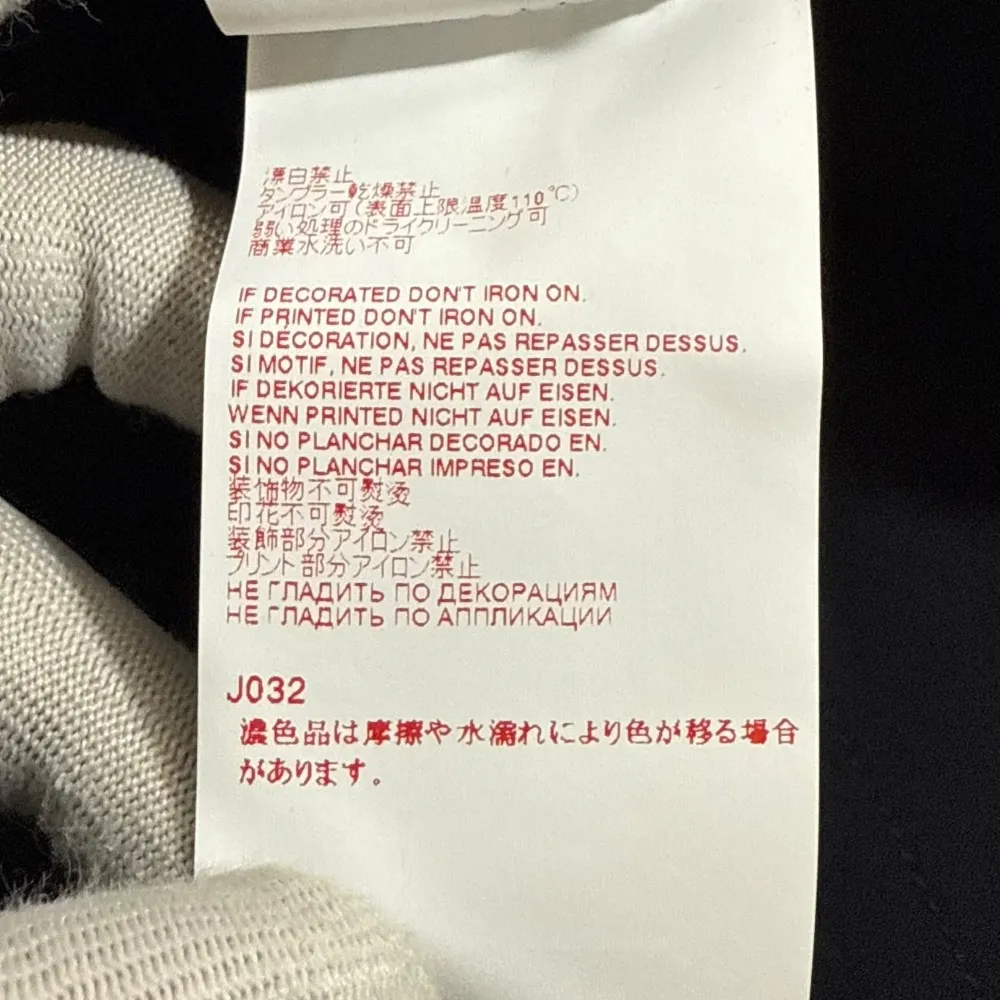 漂白禁止
タンブラー乾燥禁止
アイロン可(表面上限温度110℃)
弱い処理のドライクリーニング可
商業水洗い不可
IF DECORATED DON'T IRON ON.
IF PRINTED DON'T IRON ON.
SI DÉCORATION, NE PAS REPASSER DESSUS.
SI MOTIF, NE PAS REPASSER DESSUS.
IF DEKORIERTE NICHT AUF EISEN.
WENN PRINTED NICHT AUF EISEN.
SI NO PLANCHAR DECORADO EN.
SI NO PLANCHAR IMPRESO EN.
装饰物不可熨烫
印花不可熨烫
装飾部分アイロン禁止
プリント部分アイロン禁止
НЕ ГЛАДИТЬ ПО ДЕКОРАЦИЯМ
НЕ ГЛАДИТЬ ПО АППЛИКАЦИИ
J032
濃色品は摩擦や水濡れにより色が移る場合
があります。